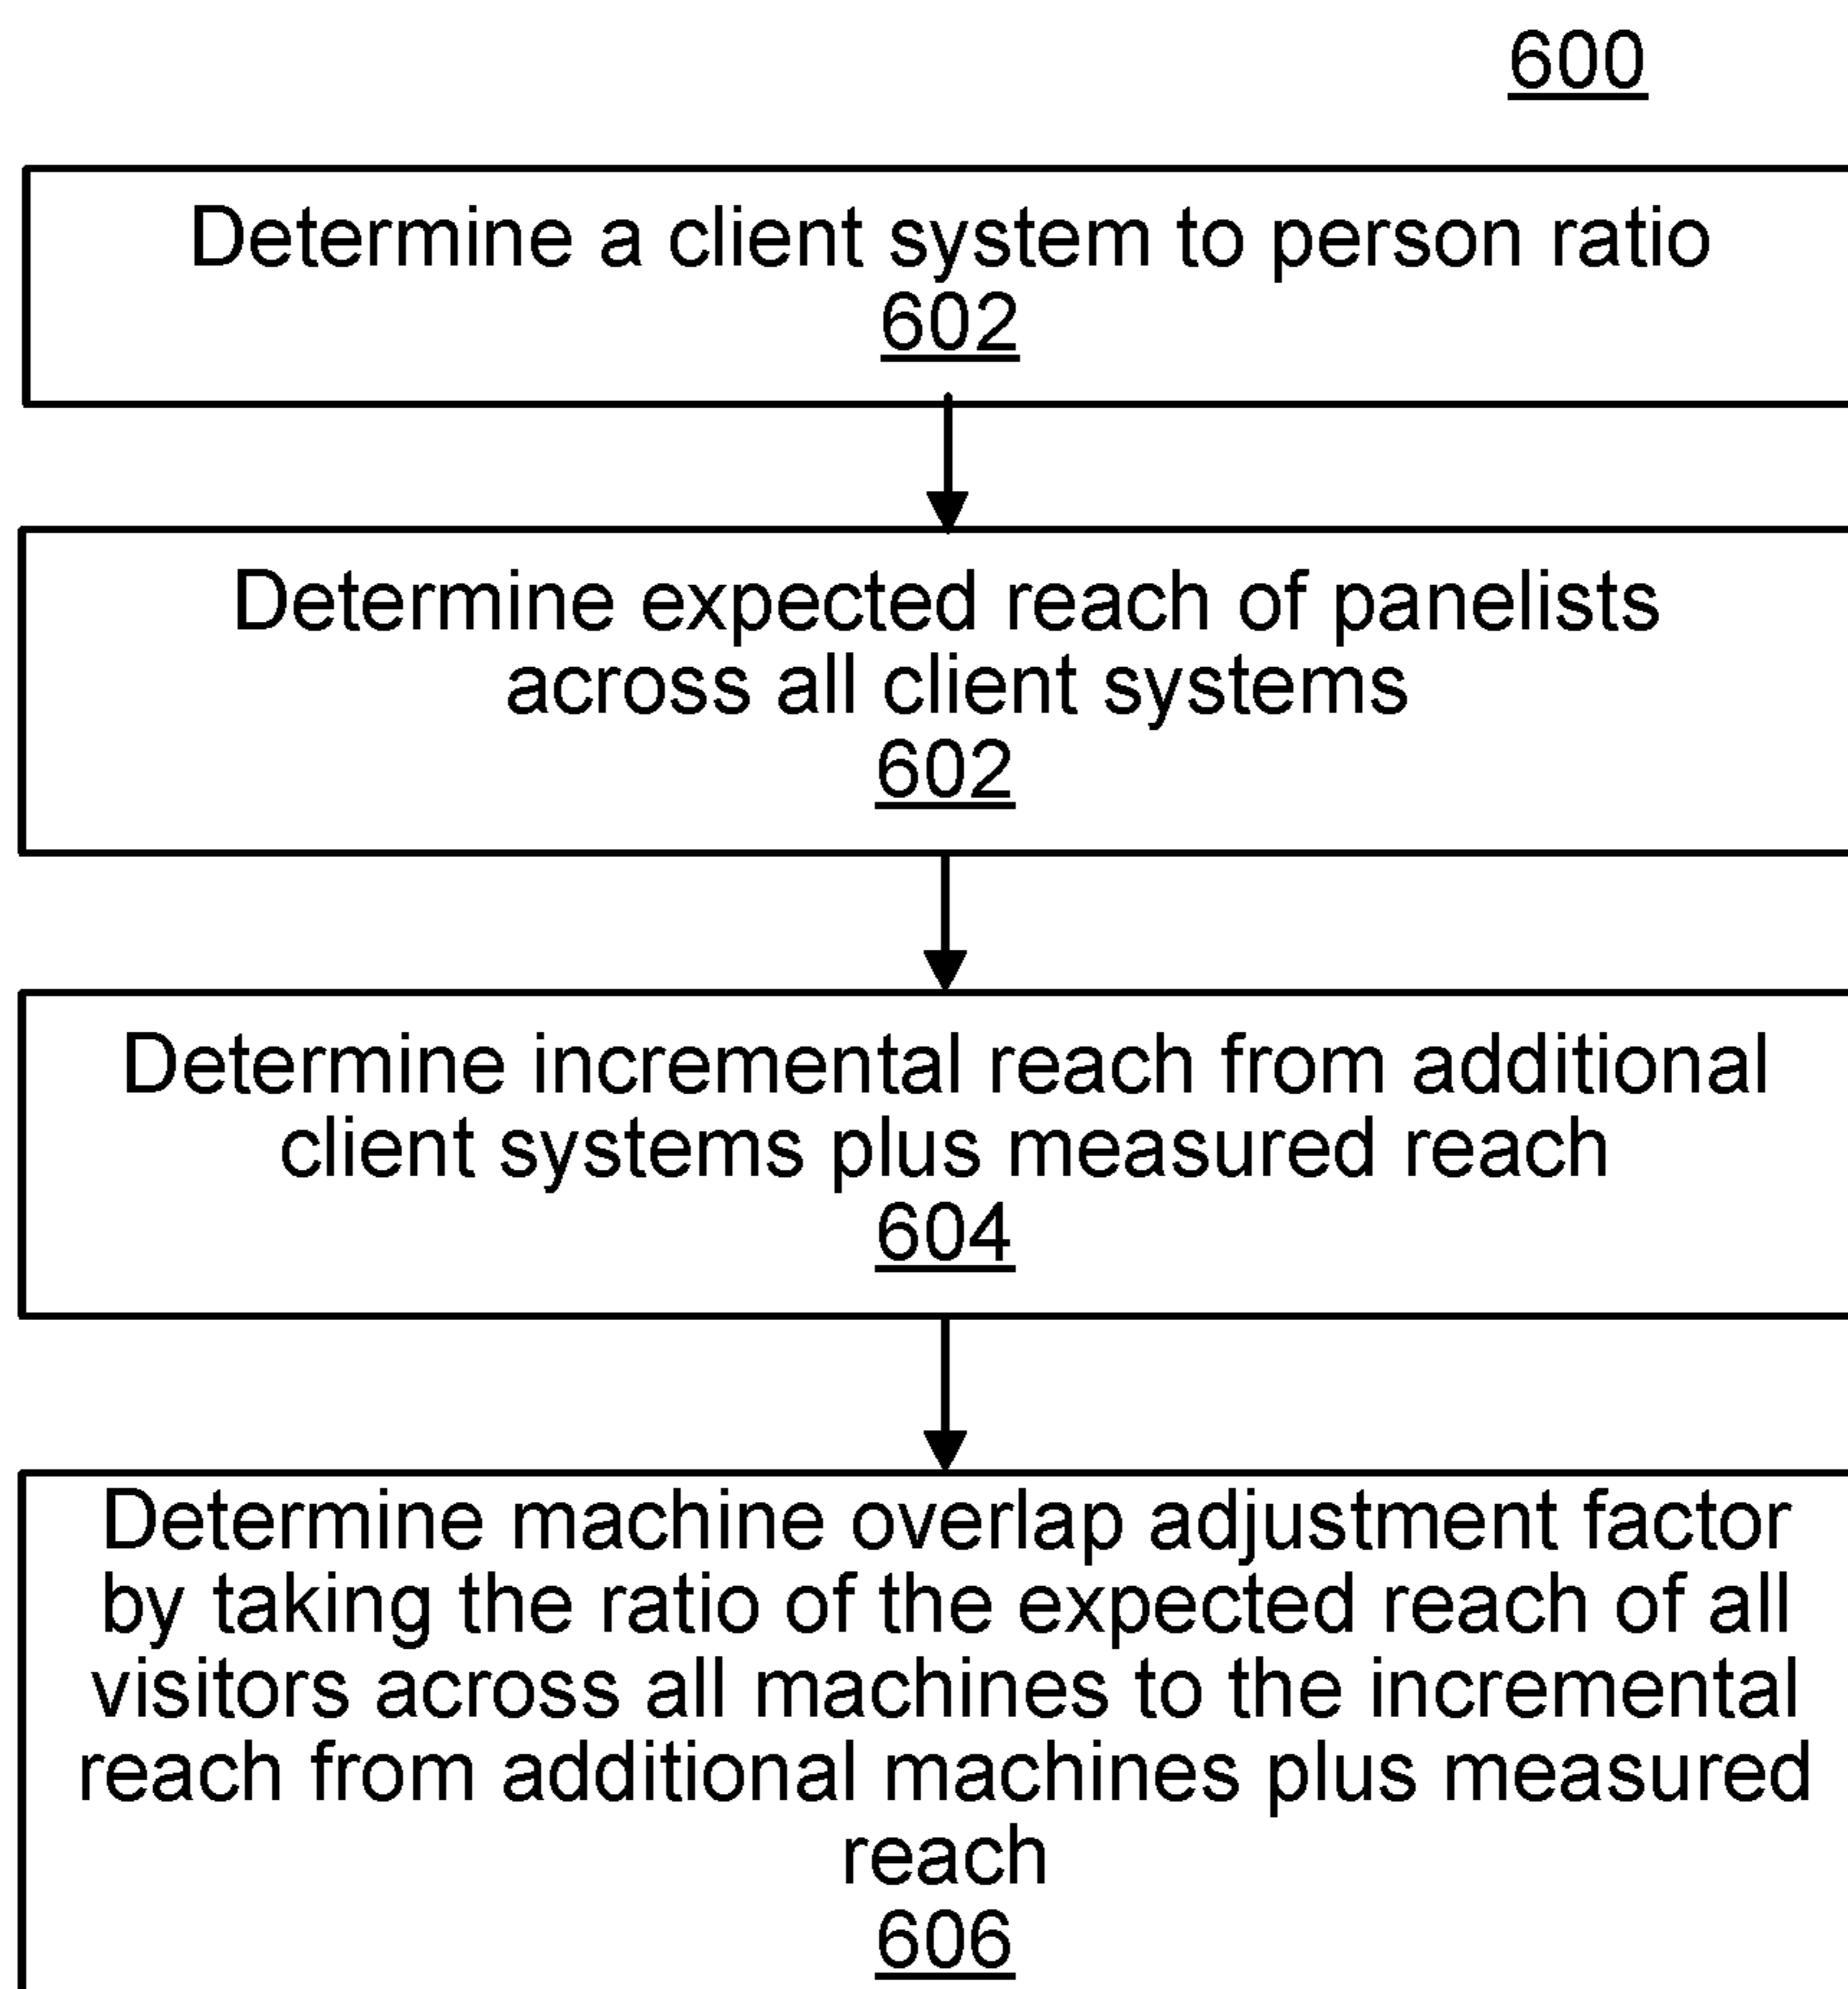 600
Determine a client system to person ratio
602
Determine expected reach of panelists
across all client systems
602
Determine incremental reach from additional
client systems plus measured reach
604
Determine machine overlap adjustment factor
by taking the ratio of the expected reach of all
visitors across all machines to the incremental
reach from additional machines plus measured
reach
606